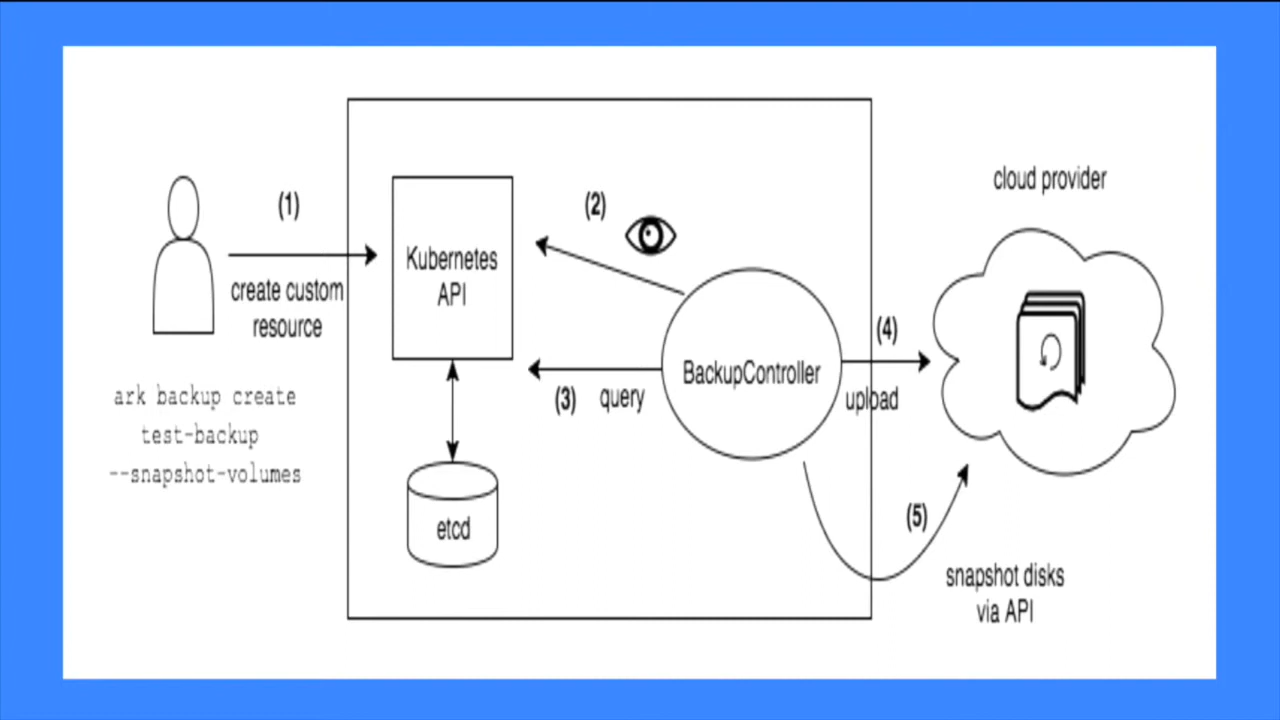 (1)
create custom
resource
ark backup create
test-backup
--snapshot-volumes
Kubernetes
API
etcd
(2)
(3) query
BackupController
(4)
upload
cloud provider
(5)
snapshot disks
via API